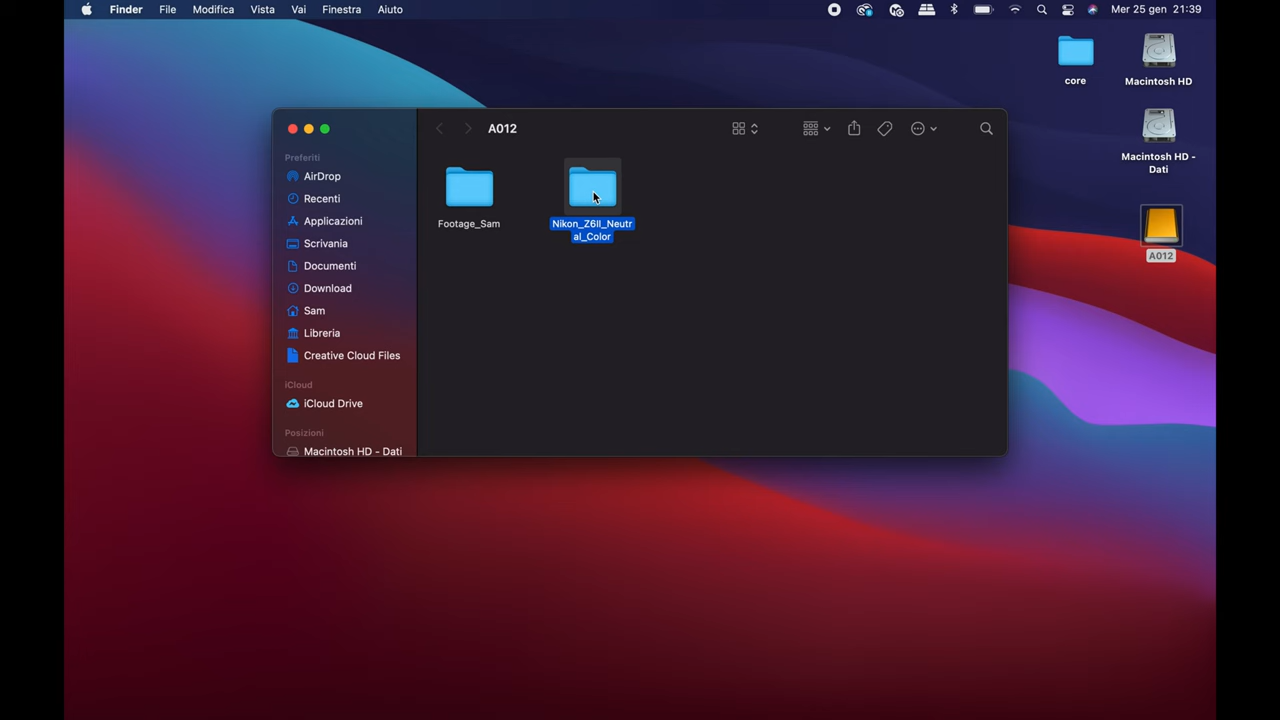 Finder File Modifica Vista Vai Finestra Aiuto Mer 25 gen 21:39
core
Macintosh HD
Macintosh HD -
Dati
A012
A012
Preferiti
AirDrop
Recenti
Applicazioni
Scrivania
Documenti
Download
Sam
Libreria
Creative Cloud Files
iCloud
iCloud Drive
Posizioni
Macintosh HD - Dati
Footage_Sam
Nikon_Z6II_Neutr
al_Color